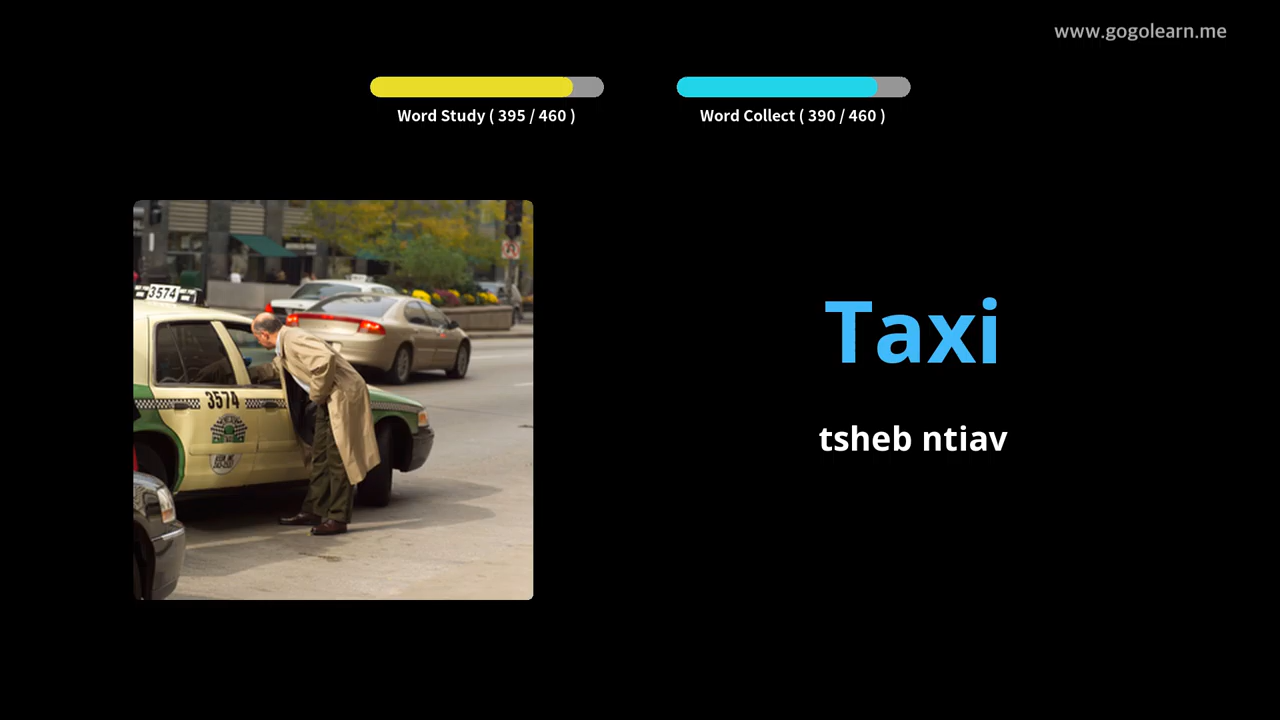 www.gogolearn.me
Word Study ( 395 / 460 )
Word Collect ( 390 / 460 )
3574
3574
Taxi
tsheb ntiav